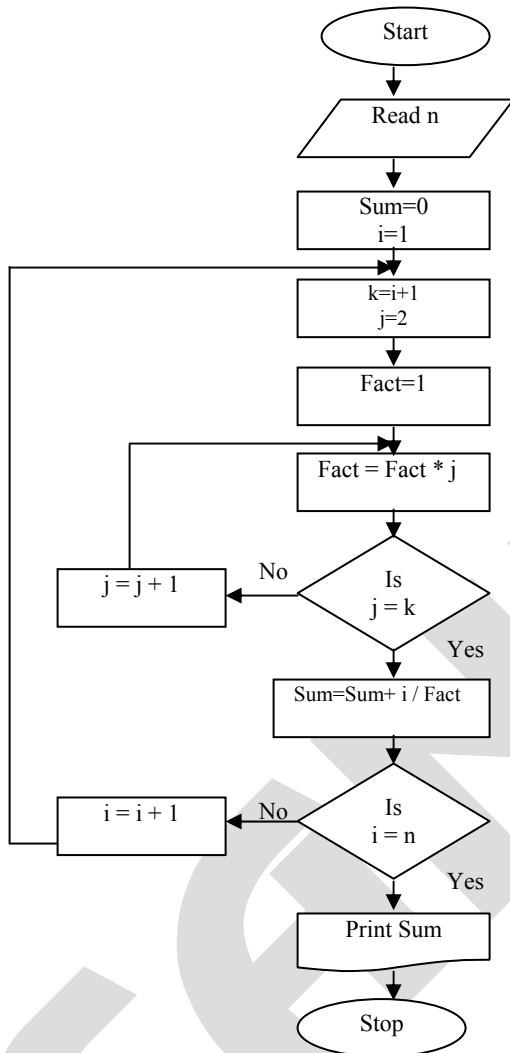 Start
Read n
Sum=0
i=1
k=i+1
j=2
Fact=1
Fact = Fact * j
j = j + 1
No
Is
j = k
Yes
Sum=Sum+ i / Fact
i = i + 1
No
Is
i = n
Yes
Print Sum
Stop